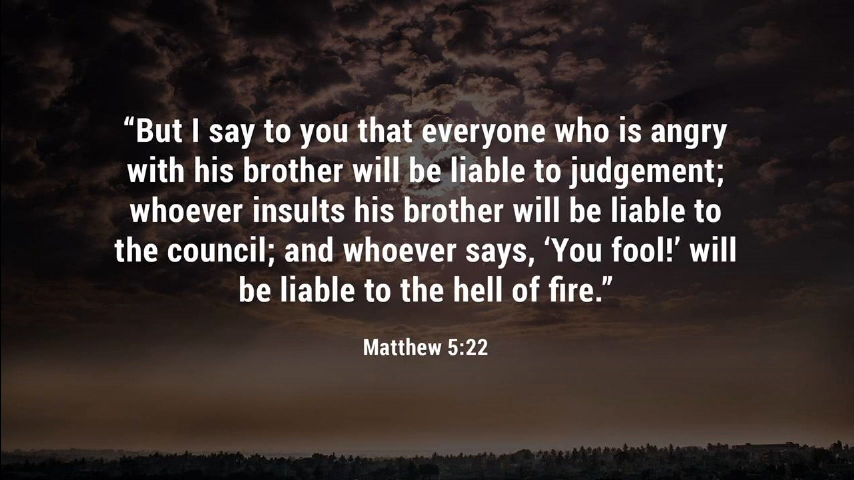 “But I say to you that everyone who is angry
with his brother will be liable to judgement;
whoever insults his brother will be liable to
the council; and whoever says, ‘You fool!’ will
be liable to the hell of fire.”
Matthew 5:22